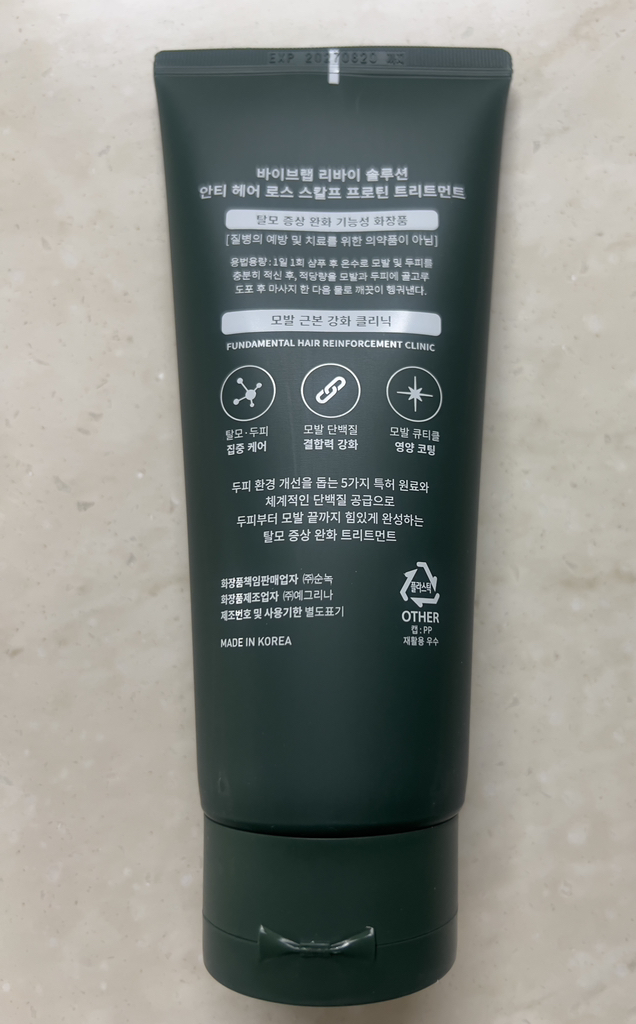 EXP 20270820 까지
바이브랩 리바이 솔루션
안티 헤어 로스 스칼프 프로틴 트리트먼트
탈모 증상 완화 기능성 화장품
[질병의 예방 및 치료를 위한 의약품이 아님]
용법용량 : 1일 1회 샴푸 후 온수로 모발 및 두피를
충분히 적신 후, 적당량을 모발과 두피에 골고루
도포 후 마사지 한 다음 물로 깨끗이 헹궈낸다.
모발 근본 강화 클리닉
FUNDAMENTAL HAIR REINFORCEMENT CLINIC
탈모·두피
집중 케어
모발 단백질
결합력 강화
모발 큐티클
영양 코팅
두피 환경 개선을 돕는 5가지 특허 원료와
체계적인 단백질 공급으로
두피부터 모발 끝까지 힘있게 완성하는
탈모 증상 완화 트리트먼트
화장품책임판매업자 ㈜순녹
화장품제조업자 ㈜예그리나
제조번호 및 사용기한 별도표기
MADE IN KOREA
플라스틱
OTHER
캡 : PP
재활용 우수